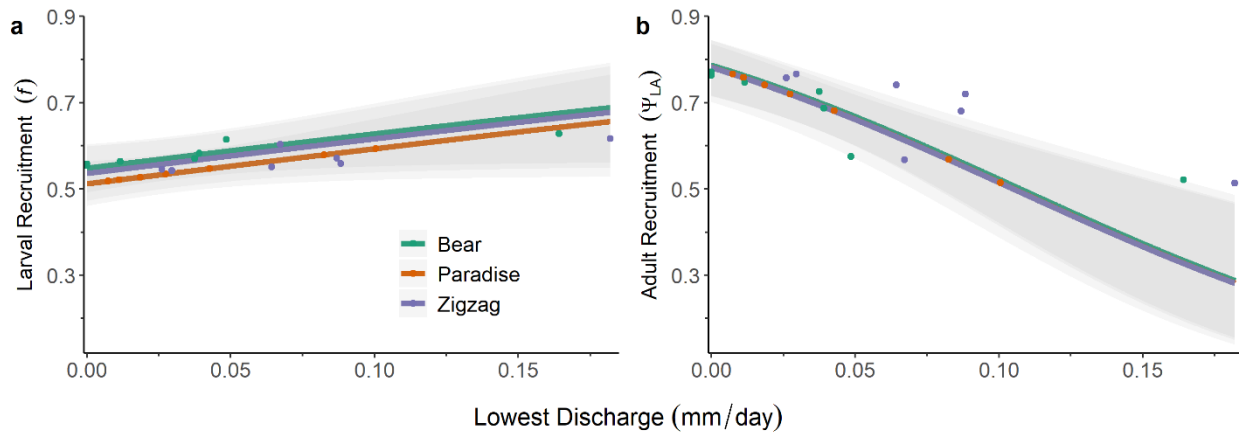 a
0.9
0.7
0.5
0.3
Larval Recruitment (f)
Bear
Paradise
Zigzag
0.00
0.05
0.10
0.15
b
0.9
0.7
0.5
0.3
Adult Recruitment (Ψ_LA)
0.00
0.05
0.10
0.15
Lowest Discharge (mm/day)